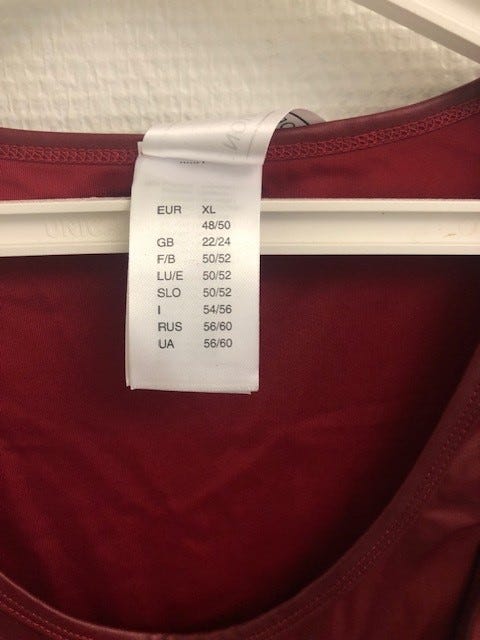 EUR XL
48/50
GB 22/24
F/B 50/52
LU/E 50/52
SLO 50/52
I 54/56
RUS 56/60
UA 56/60